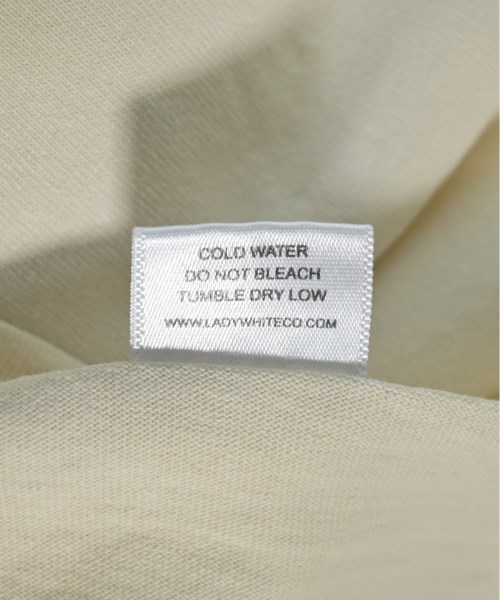 COLD WATER
DO NOT BLEACH
TUMBLE DRY LOW
WWW.LADYWHITECO.COM